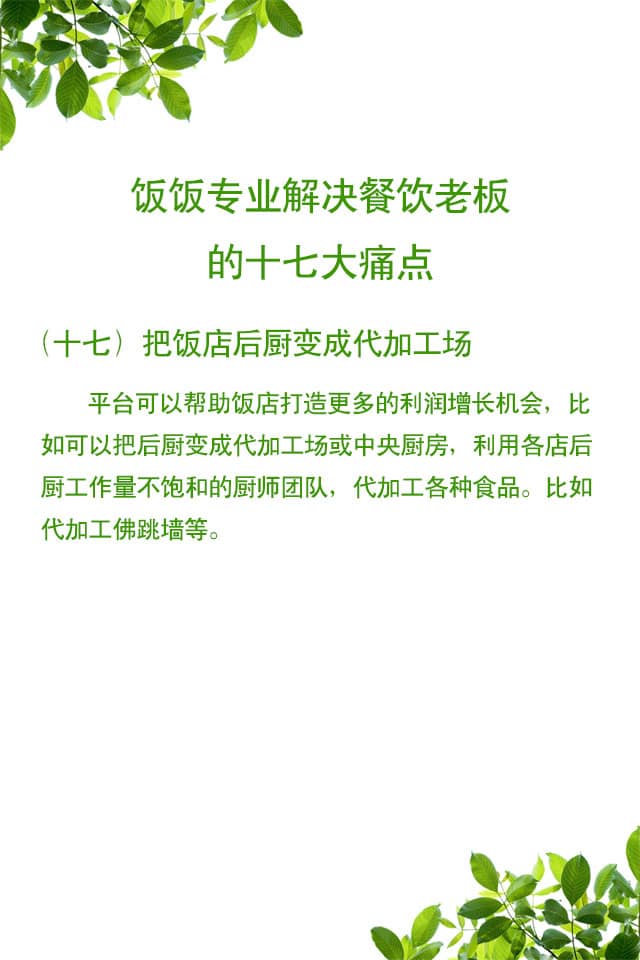 饭饭专业解决餐饮老板
的十七大痛点
（十七）把饭店后厨变成代加工场
平台可以帮助饭店打造更多的利润增长机会，比
如可以把后厨变成代加工场或中央厨房，利用各店后
厨工作量不饱和的厨师团队，代加工各种食品。比如
代加工佛跳墙等。